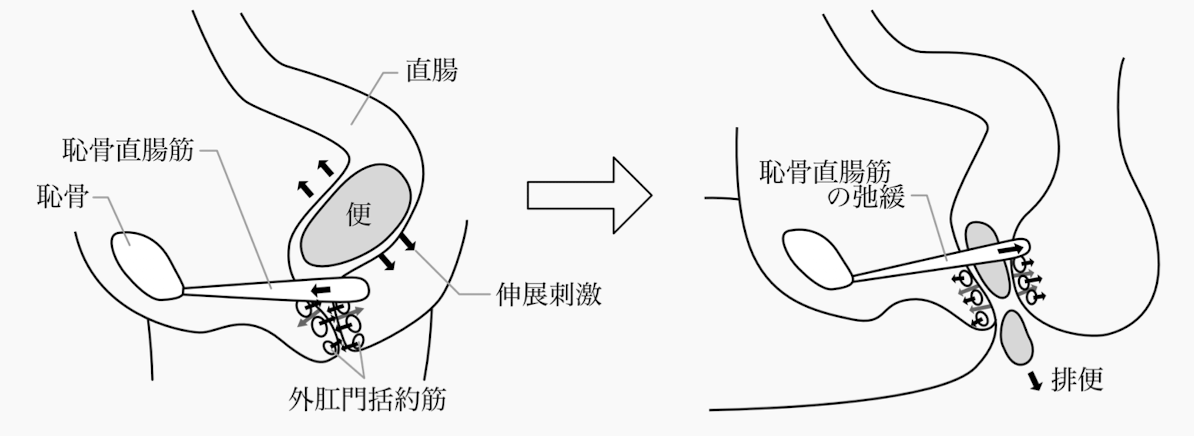 直腸
恥骨直腸筋
恥骨
便
伸展刺激
外肛門括約筋
恥骨直腸筋
の弛緩
排便